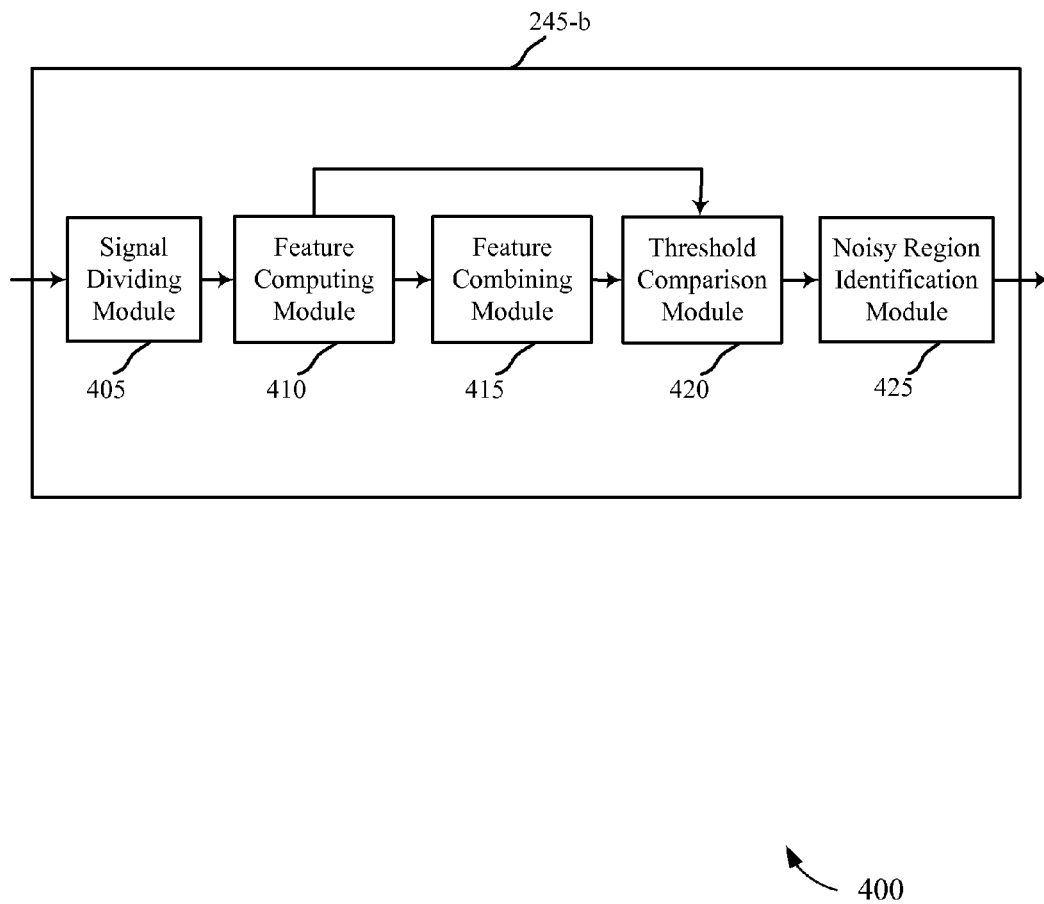 245-b
Signal
Dividing
Module
Feature
Computing
Module
Feature
Combining
Module
Threshold
Comparison
Module
Noisy Region
Identification
Module
405
410
415
420
425
400